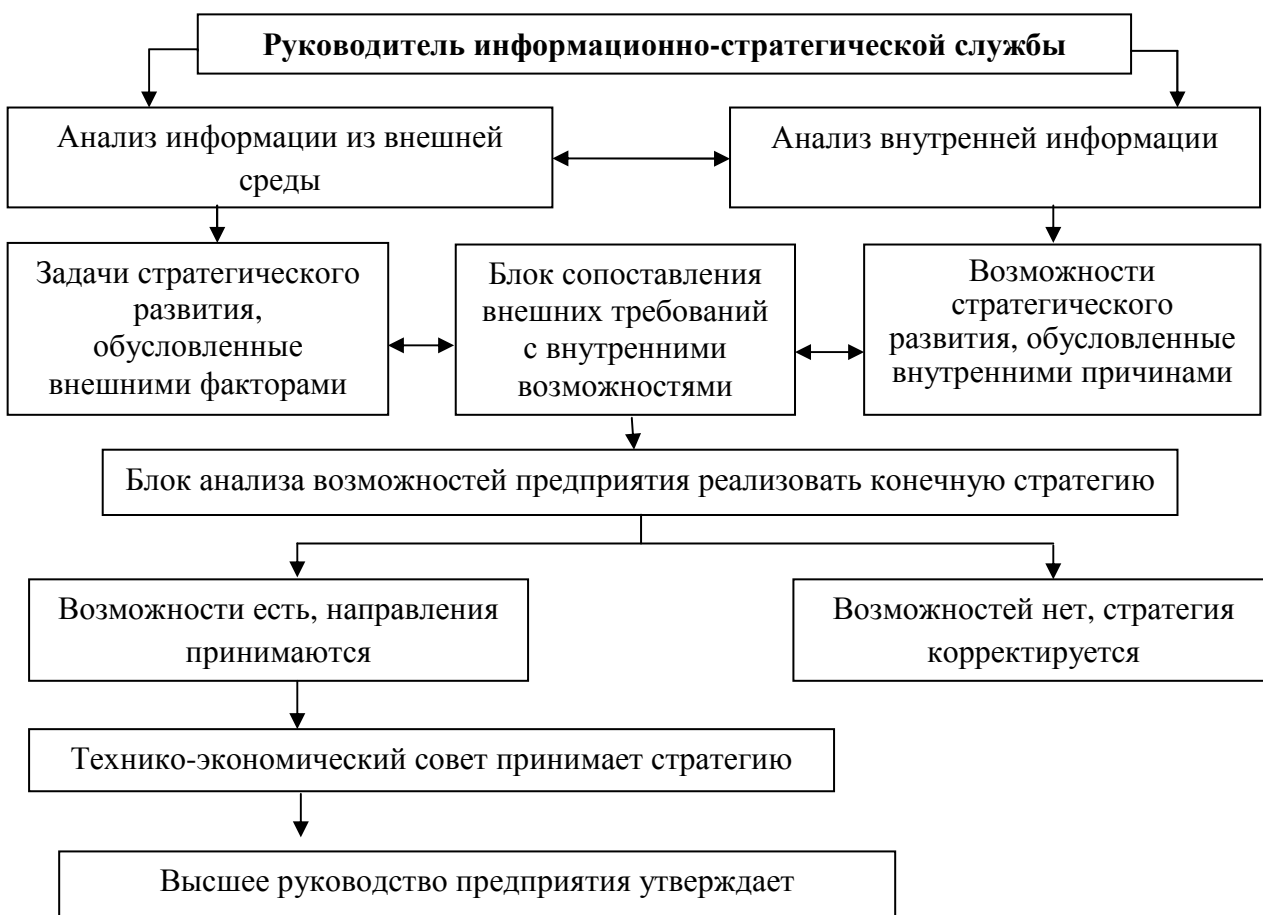 Руководитель информационно-стратегической службы
Анализ информации из внешней
среды
Анализ внутренней информации
Задачи стратегического
развития,
обусловленные
внешними факторами
Блок сопоставления
внешних требований
с внутренними
возможностями
Возможности
стратегического
развития, обусловленные
внутренними причинами
Блок анализа возможностей предприятия реализовать конечную стратегию
Возможности есть, направления
принимаются
Возможностей нет, стратегия
корректируется
Технико-экономический совет принимает стратегию
Высшее руководство предприятия утверждает